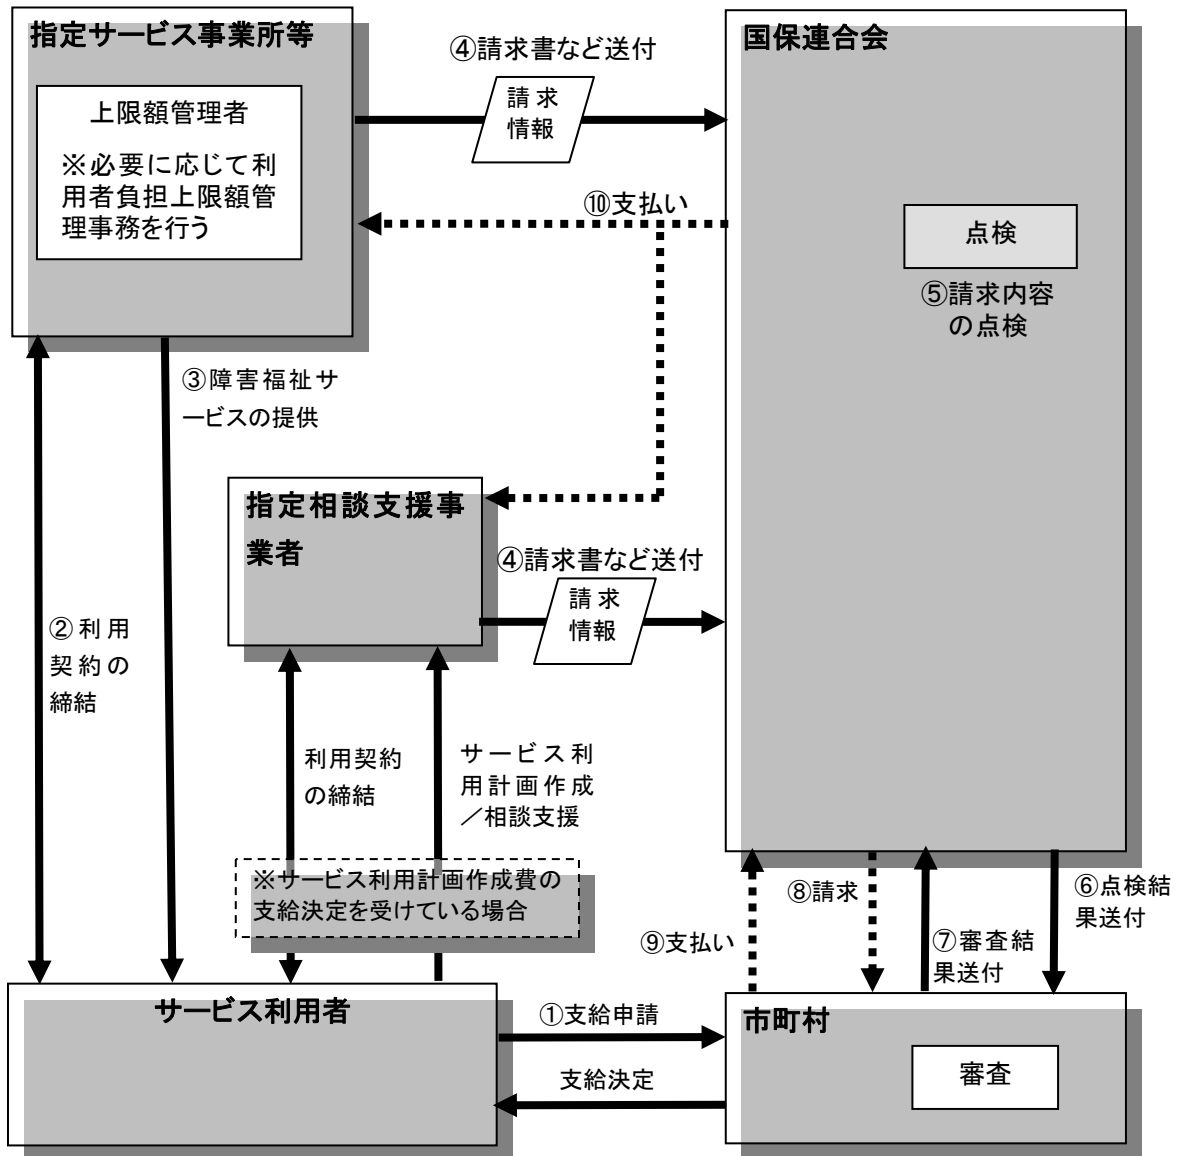 指定サービス事業所等
上限額管理者
※必要に応じて利
用者負担上限額管
理事務を行う
④請求書など送付
請求
情報
国保連合会
⑩支払い
点検
⑤請求内容
の点検
③障害福祉サ
ービスの提供
指定相談支援事
業者
④請求書など送付
請求
情報
②利用
契約の
締結
利用契約
の締結
サービス利
用計画作成
／相談支援
※サービス利用計画作成費の
支給決定を受けている場合
⑧請求
⑥点検結
果送付
⑨支払い
⑦審査結
果送付
サービス利用者
①支給申請
支給決定
市町村
審査